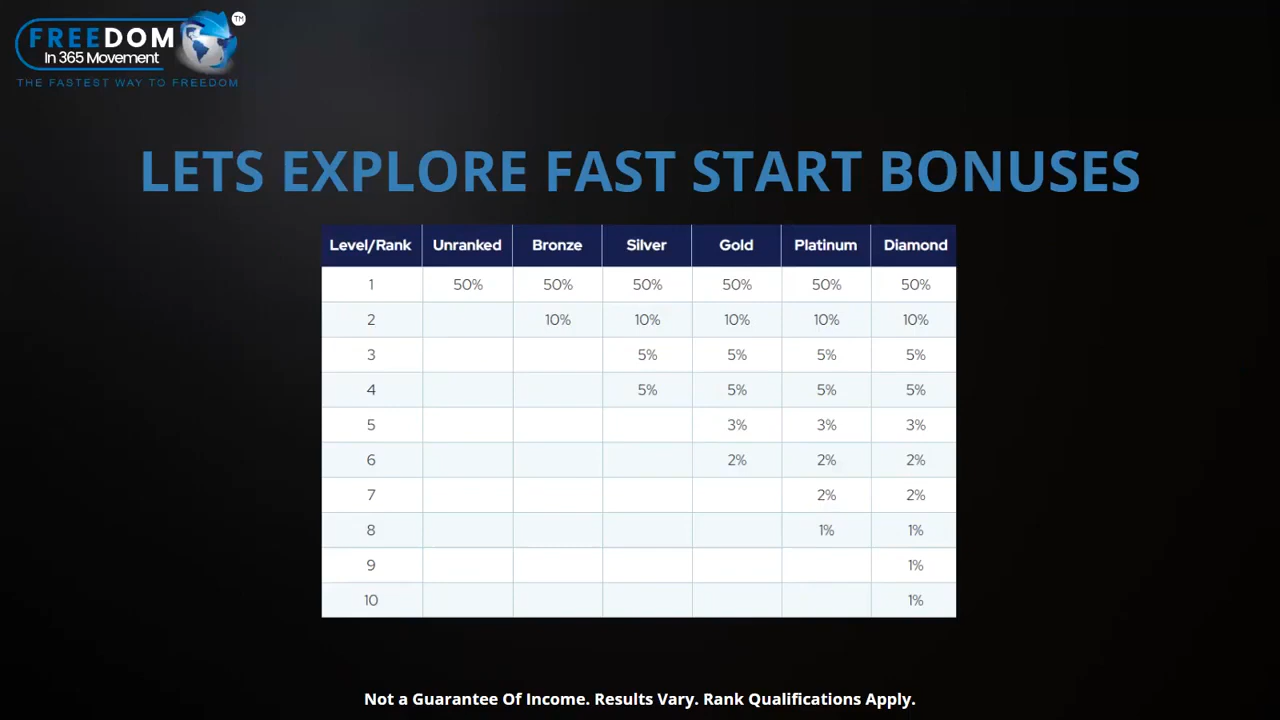 FREEDOM
In 365 Movement
THE FASTEST WAY TO FREEDOM
TM
LETS EXPLORE FAST START BONUSES
Level/Rank Unranked Bronze Silver Gold Platinum Diamond
1 50% 50% 50% 50% 50% 50%
2 10% 10% 10% 10% 10%
3 5% 5% 5% 5%
4 5% 5% 5% 5%
5 3% 3% 3%
6 2% 2% 2%
7 2% 2%
8 1% 1%
9 1%
10 1%
Not a Guarantee Of Income. Results Vary. Rank Qualifications Apply.